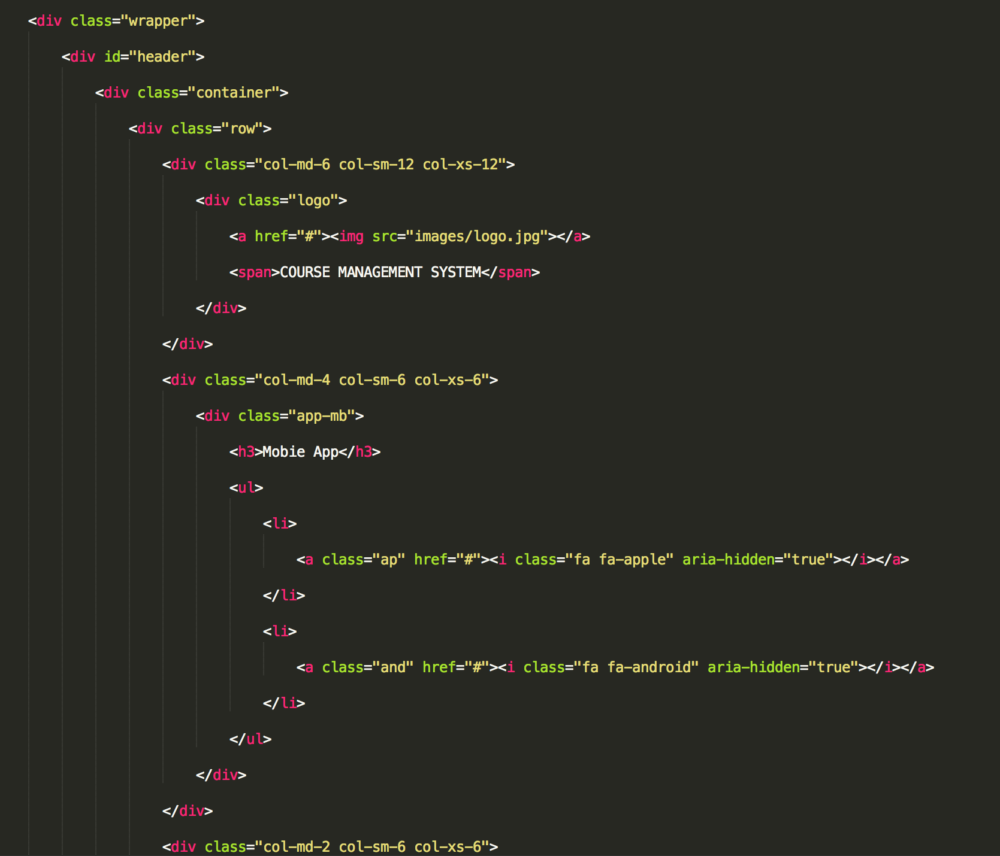 <div class="wrapper">
<div id="header">
<div class="container">
<div class="row">
<div class="col-md-6 col-sm-12 col-xs-12">
<div class="logo">
<a href="#"><img src="images/logo.jpg"></a>
<span>COURSE MANAGEMENT SYSTEM</span>
</div>
</div>
<div class="col-md-4 col-sm-6 col-xs-6">
<div class="app-mb">
<h3>Mobie App</h3>
<ul>
<li>
<a class="ap" href="#"><i class="fa fa-apple" aria-hidden="true"></i></a>
</li>
<li>
<a class="and" href="#"><i class="fa fa-android" aria-hidden="true"></i></a>
</li>
</ul>
</div>
</div>
<div class="col-md-2 col-sm-6 col-xs-6">